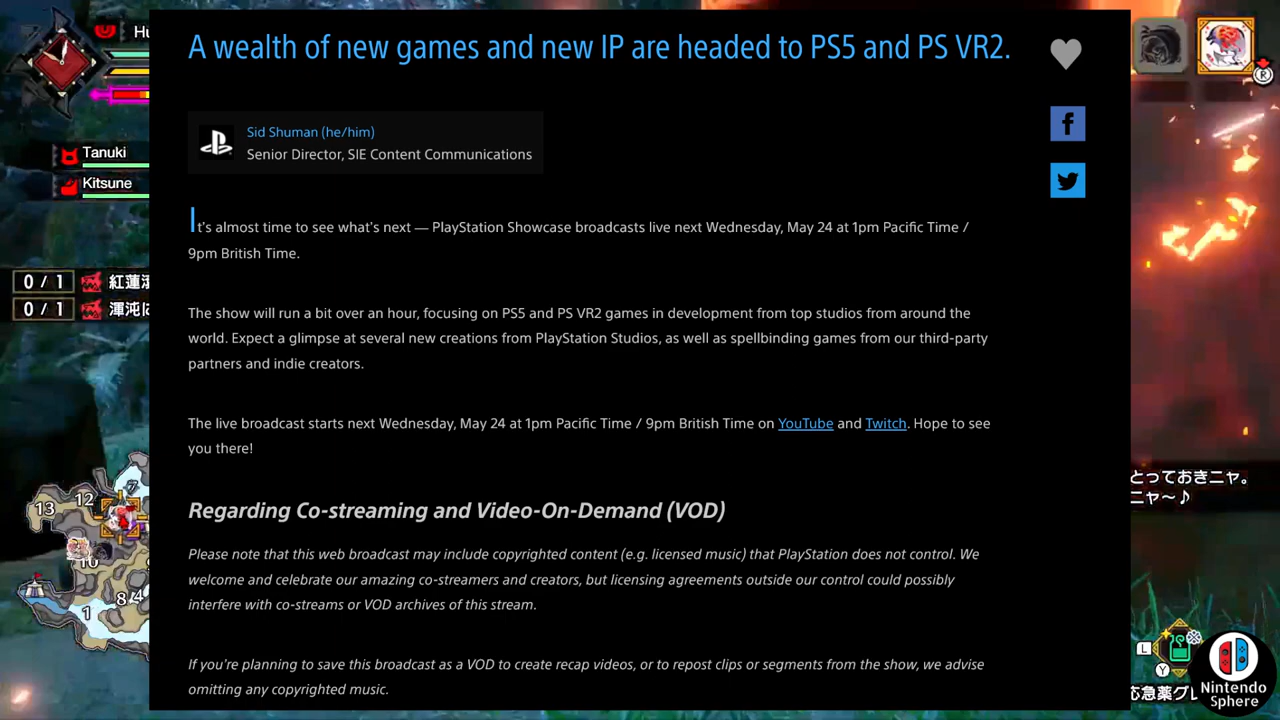 A wealth of new games and new IP are headed to PS5 and PS VR2.
Sid Shuman (he/him)
Senior Director, SIE Content Communications
It's almost time to see what's next — PlayStation Showcase broadcasts live next Wednesday, May 24 at 1pm Pacific Time /
9pm British Time.
The show will run a bit over an hour, focusing on PS5 and PS VR2 games in development from top studios from around the
world. Expect a glimpse at several new creations from PlayStation Studios, as well as spellbinding games from our third-party
partners and indie creators.
The live broadcast starts next Wednesday, May 24 at 1pm Pacific Time / 9pm British Time on YouTube and Twitch. Hope to see
you there!
Regarding Co-streaming and Video-On-Demand (VOD)
Please note that this web broadcast may include copyrighted content (e.g. licensed music) that PlayStation does not control. We
welcome and celebrate our amazing co-streamers and creators, but licensing agreements outside our control could possibly
interfere with co-streams or VOD archives of this stream.
If you're planning to save this broadcast as a VOD to create recap videos, or to repost clips or segments from the show, we advise
omitting any copyrighted music.
Hu
Tanuki
Kitsune
0 / 1 紅蓮
0 / 1 渾沌に
7
12
13
10
8 4
1
R
とっておきニャ。
ニャ～♪
L
Y
応急薬グレ
Nintendo
Sphere